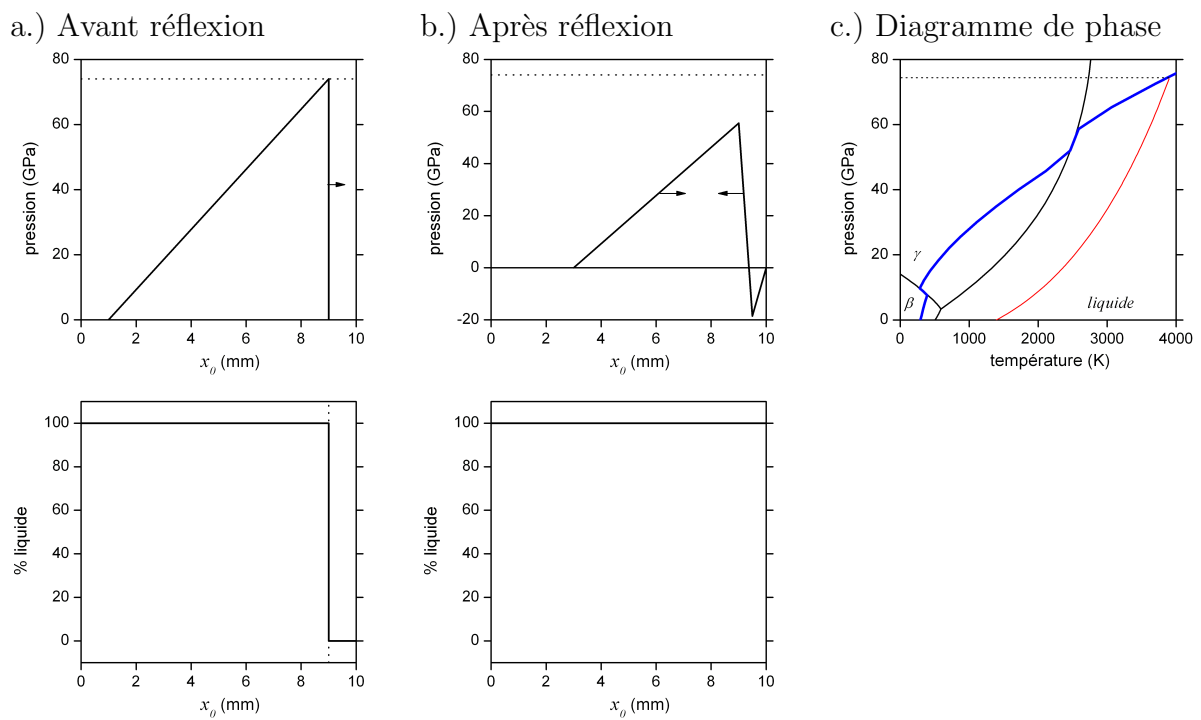 a.) Avant réflexion
80
60
40
20
0
pression (GPa)
0 2 4 6 8 10
x0 (mm)
b.) Après réflexion
80
60
40
20
0
-20
pression (GPa)
0 2 4 6 8 10
x0 (mm)
c.) Diagramme de phase
80
60
40
20
0
pression (GPa)
γ
β
liquide
0 1000 2000 3000 4000
température (K)
100
80
60
40
20
0
% liquide
0 2 4 6 8 10
x0 (mm)
100
80
60
40
20
0
% liquide
0 2 4 6 8 10
x0 (mm)